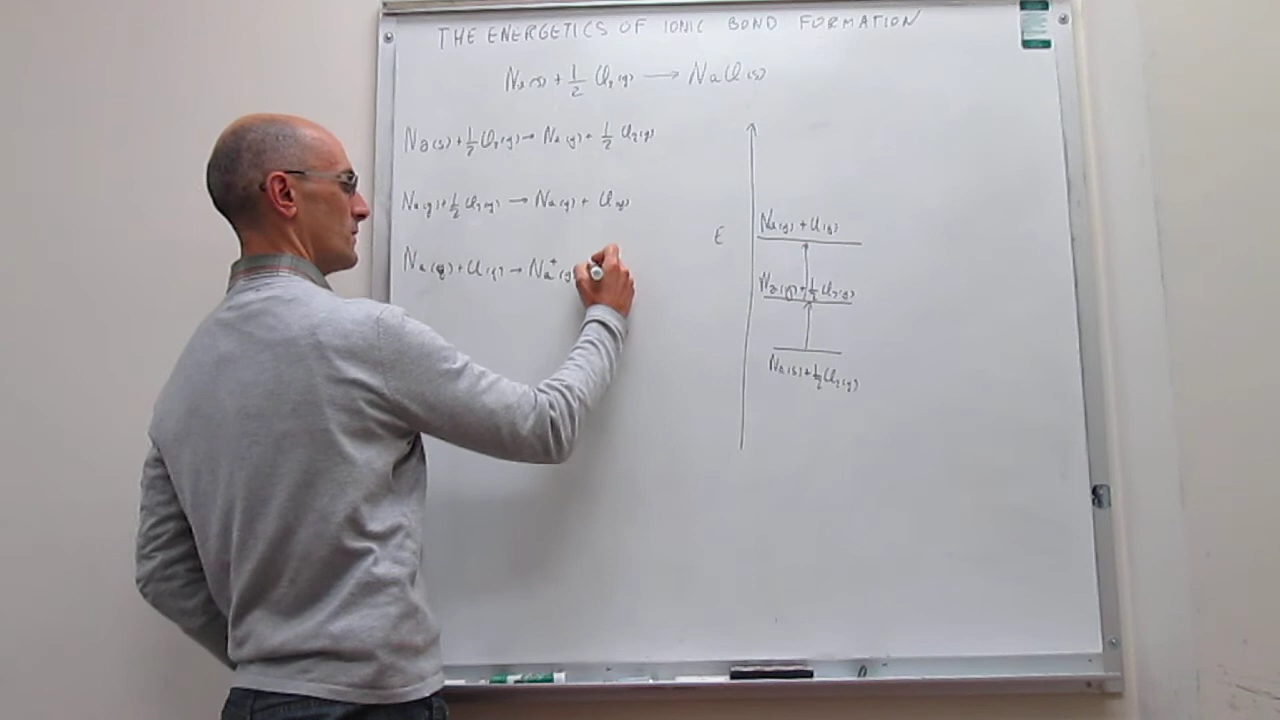 THE ENERGETICS OF IONIC BOND FORMATION
Na(s) + 1/2 Cl2(g) → NaCl(s)
Na(s) + 1/2 Cl2(g) → Na(g) + 1/2 Cl2(g)
Na(g) + 1/2 Cl2(g) → Na(g) + Cl(g)
Na(g) + Cl(g) → Na+(g)
E
Na(g) + Cl(g)
Na(g) + 1/2 Cl2(g)
Na(s) + 1/2 Cl2(g)